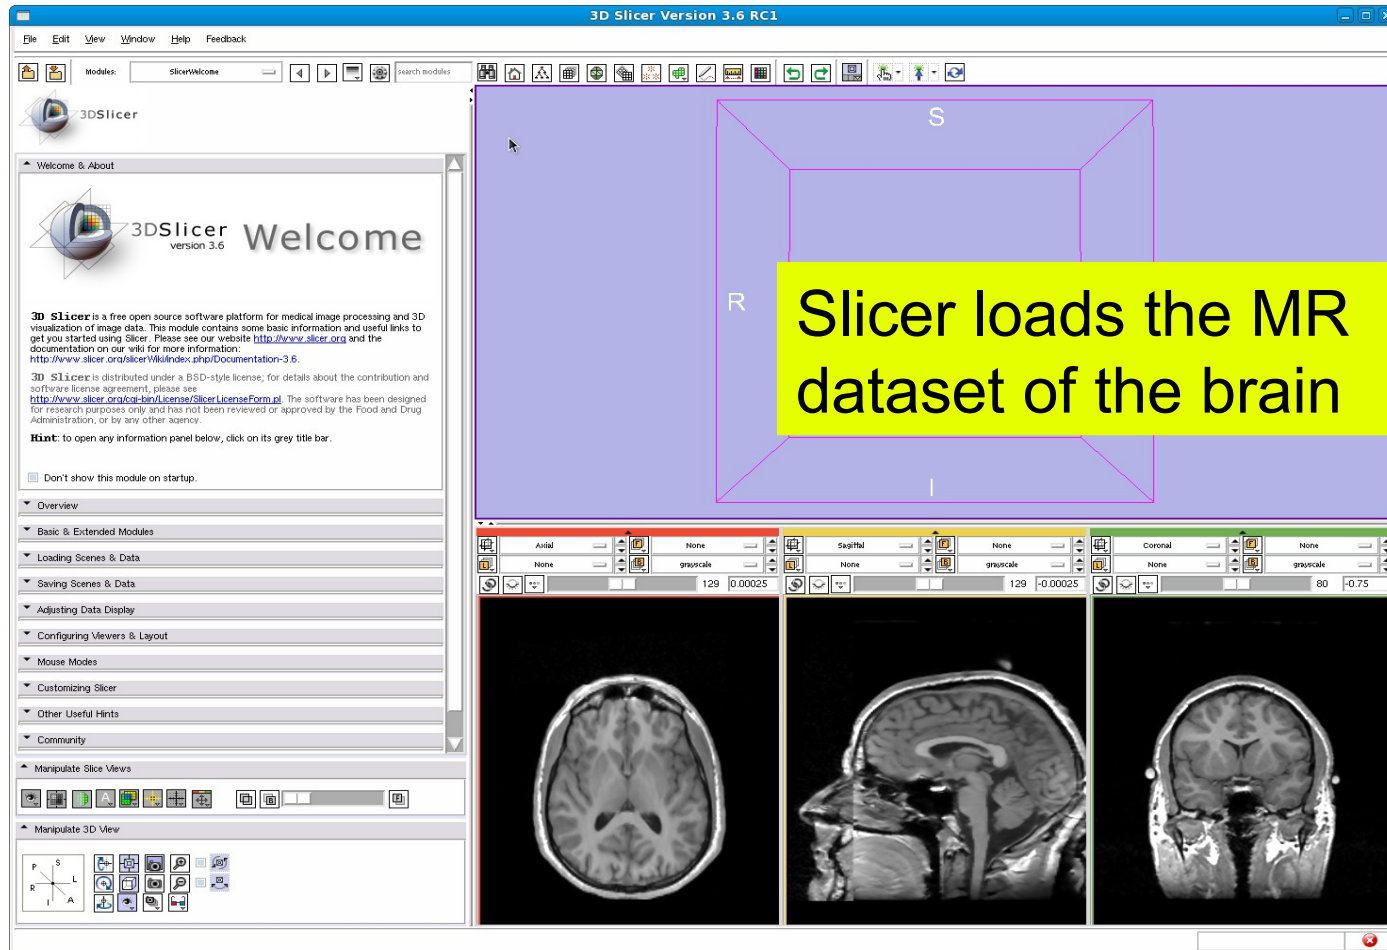 3D Slicer Version 3.6 RC1
File Edit View Window Help Feedback
Modules: SlicerWelcome search modules
3DSlicer
Welcome & About
3DSlicer
version 3.6
Welcome
3D Slicer is a free open source software platform for medical image processing and 3D
visualization of image data. This module contains some basic information and useful links to
get you started using Slicer. Please see our website http://www.slicer.org and the
documentation on our wiki for more information:
http://www.slicer.org/slicerWiki/index.php/Documentation-3.6.
3D Slicer is distributed under a BSD-style license; for details about the contribution and
software license agreement, please see
http://www.slicer.org/cgi-bin/License/SlicerLicenseForm.pl. The software has been designed
for research purposes only and has not been reviewed or approved by the Food and Drug
Administration, or by any other agency.
Hint: to open any information panel below, click on its grey title bar.
Don't show this module on startup.
Overview
Basic & Extended Modules
Loading Scenes & Data
Saving Scenes & Data
Adjusting Data Display
Configuring Viewers & Layout
Mouse Modes
Customizing Slicer
Other Useful Hints
Community
Manipulate Slice Views
Manipulate 3D View
P S
R L
I A
S
R
I
Slicer loads the MR
dataset of the brain
Axial None
None grayscale
129 0.00025
Sagittal None
None grayscale
129 -0.00025
Coronal None
None grayscale
80 -0.75